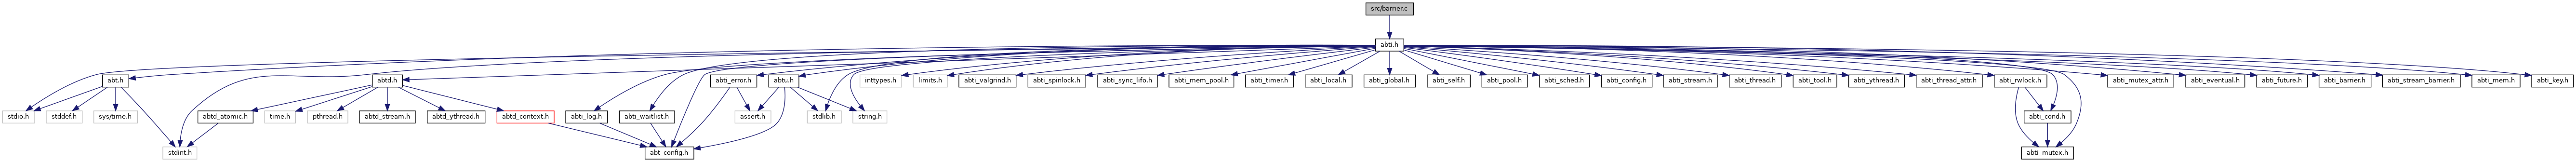 src/barrier.c
abti.h
abt.h
abtd.h
abti_error.h
abtu.h
inttypes.h
limits.h
abti_valgrind.h
abti_spinlock.h
abti_sync_lifo.h
abti_mem_pool.h
abti_timer.h
abti_local.h
abti_global.h
abti_self.h
abti_pool.h
abti_sched.h
abti_config.h
abti_stream.h
abti_thread.h
abti_tool.h
abti_ythread.h
abti_thread_attr.h
abti_rwlock.h
abti_mutex_attr.h
abti_eventual.h
abti_future.h
abti_barrier.h
abti_stream_barrier.h
abti_mem.h
abti_key.h
stdio.h
stddef.h
sys/time.h
abtd_atomic.h
time.h
pthread.h
abtd_stream.h
abtd_ythread.h
abtd_context.h
abti_log.h
abti_waitlist.h
assert.h
stdlib.h
string.h
abti_cond.h
stdint.h
abt_config.h
abti_mutex.h